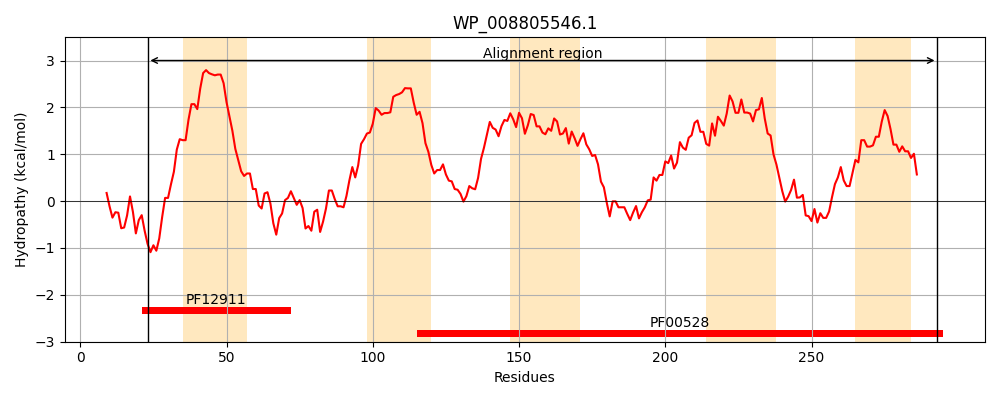 WP_008805546.1
Hydropathy (kcal/mol)
3
2
1
0
−1
−2
−3
Alignment region
PF12911
PF00528
0
50
100
150
200
250
Residues